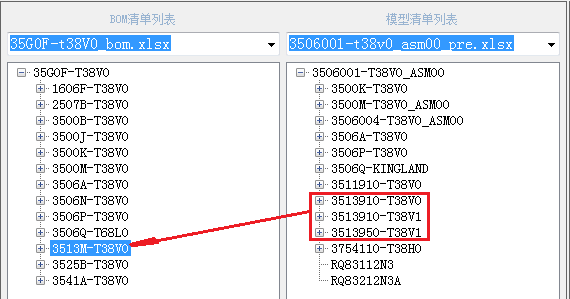 BOM清单列表
35G0F-t38V0_bom.xlsx
35G0F-T38V0
1606F-T38V0
2507B-T38V0
3500B-T38V0
3500J-T38V0
3500K-T38V0
3500M-T38V0
3506A-T38V0
3506N-T38V0
3506P-T38V0
3506Q-T68L0
3513M-T38V0
3525B-T38V0
3541A-T38V0
模型清单列表
3506001-t38v0_asm00_pre.xlsx
3506001-T38V0_ASM00
3500K-T38V0
3500M-T38V0_ASM00
3506004-T38V0_ASM00
3506A-T38V0
3506P-T38V0
3506Q-KINGLAND
3511910-T38V0
3513910-T38V0
3513910-T38V1
3513950-T38V1
3754110-T38H0
RQ83112N3
RQ83212N3A